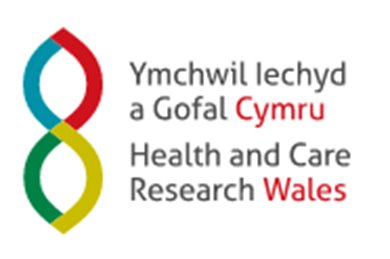 Ymchwil Iechyd
a Gofal Cymru
Health and Care
Research Wales